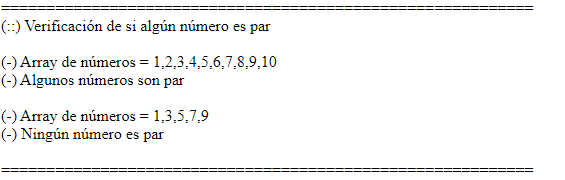 ============================================================
(::) Verificación de si algún número es par
(-) Array de números = 1,2,3,4,5,6,7,8,9,10
(-) Algunos números son par
(-) Array de números = 1,3,5,7,9
(-) Ningún número es par
============================================================